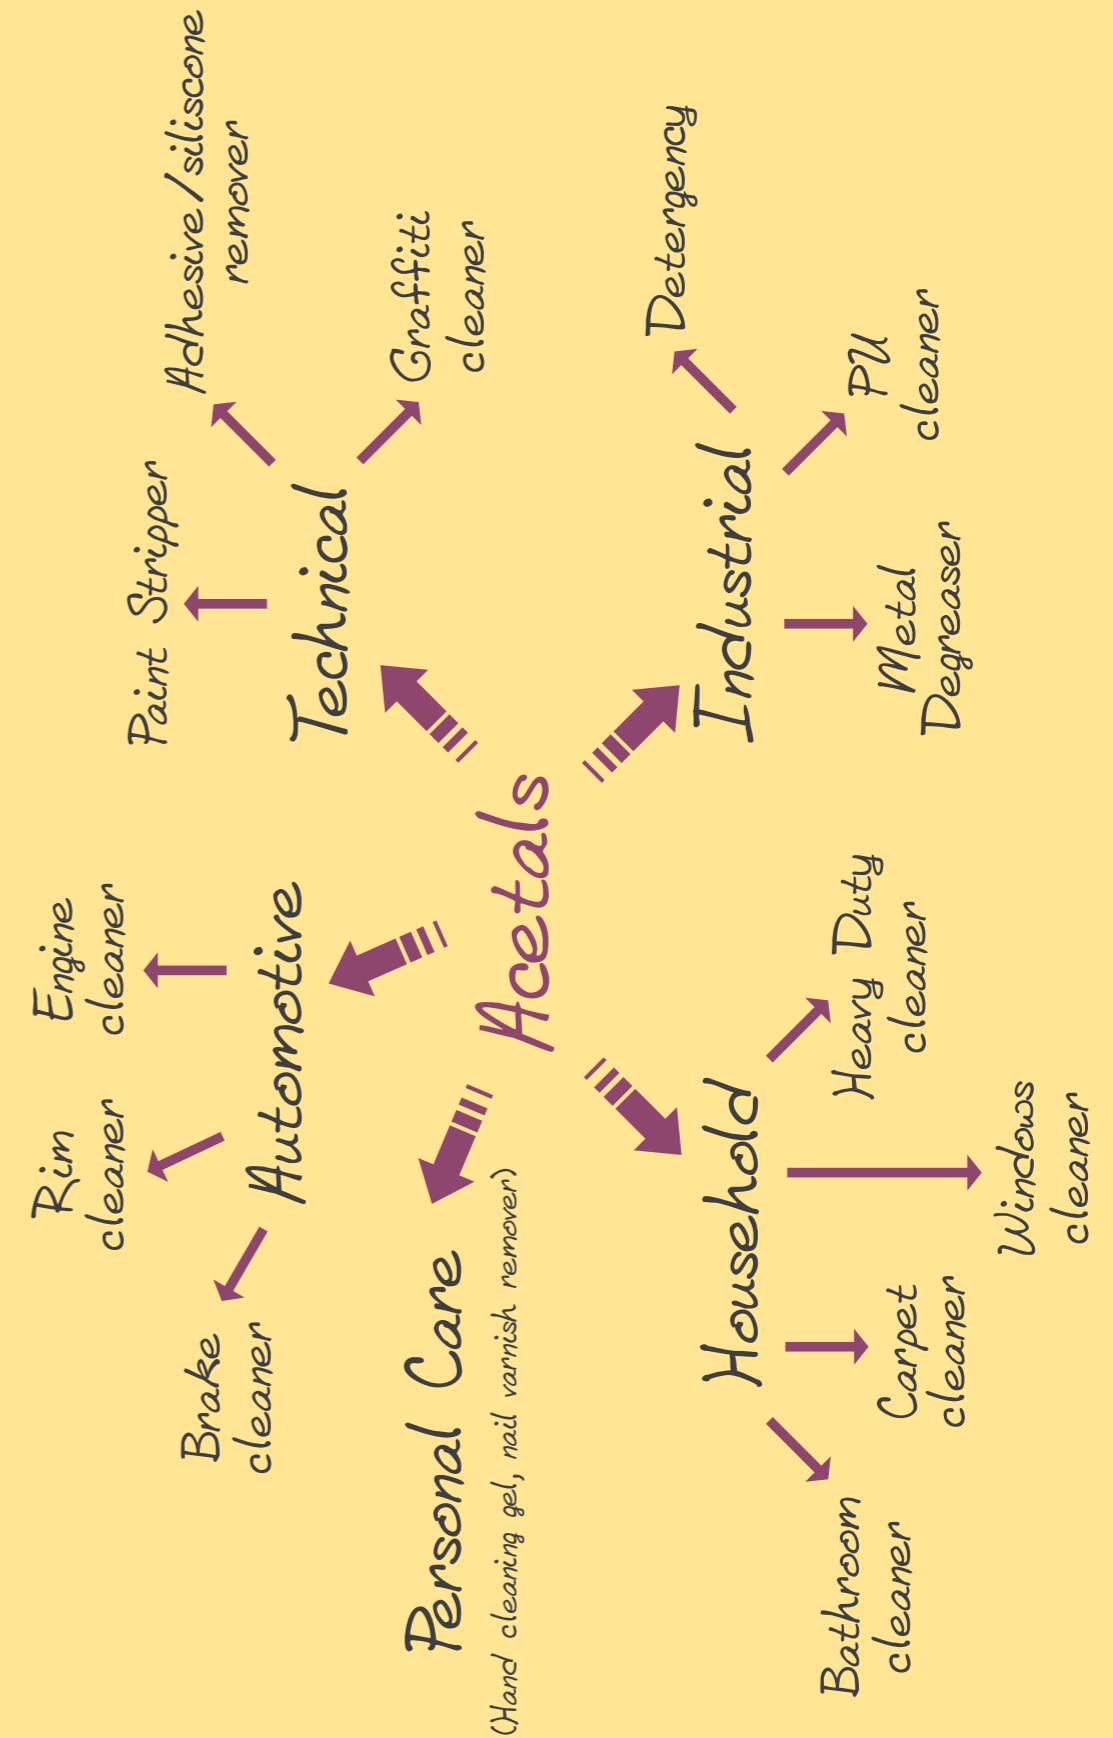 Engine
cleaner
Rim
cleaner
Brake
cleaner
Automotive
Paint Stripper
Adhesive/siliscone
remover
Graffiti
cleaner
Technical
Personal Care
(Hand cleaning gel, nail varnish remover)
Acetals
Household
Bathroom
cleaner
Carpet
cleaner
Windows
cleaner
Heavy Duty
cleaner
Industrial
Metal
Degreaser
PU
cleaner
Detergency